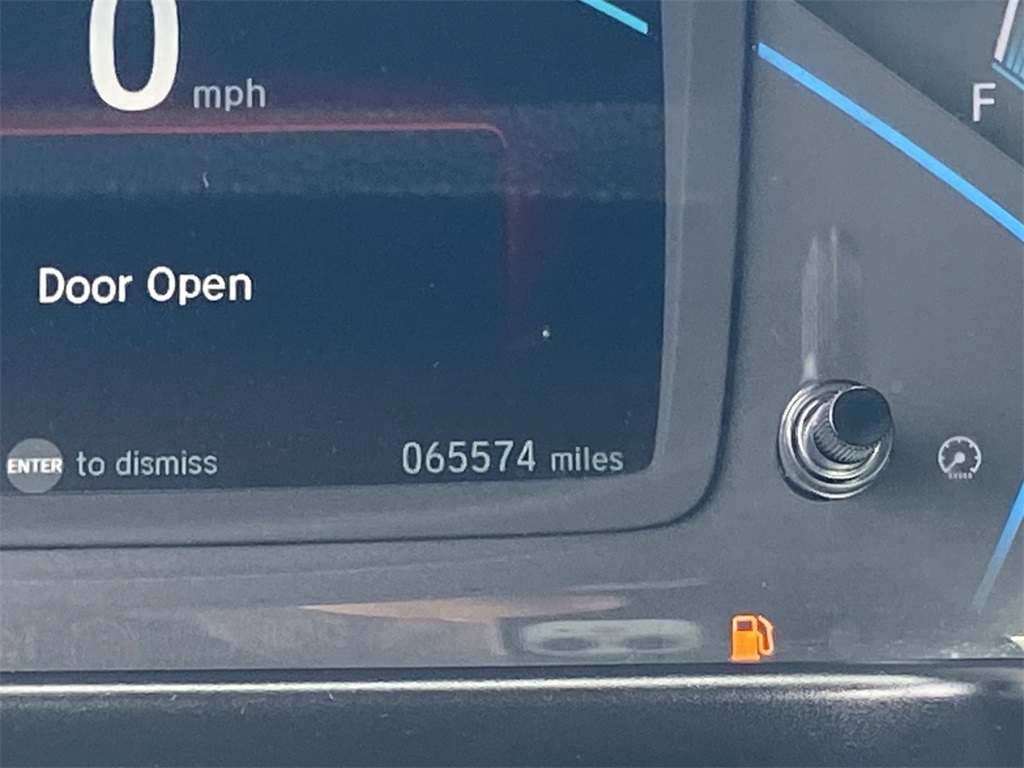 0 mph
F
Door Open
ENTER to dismiss
065574 miles